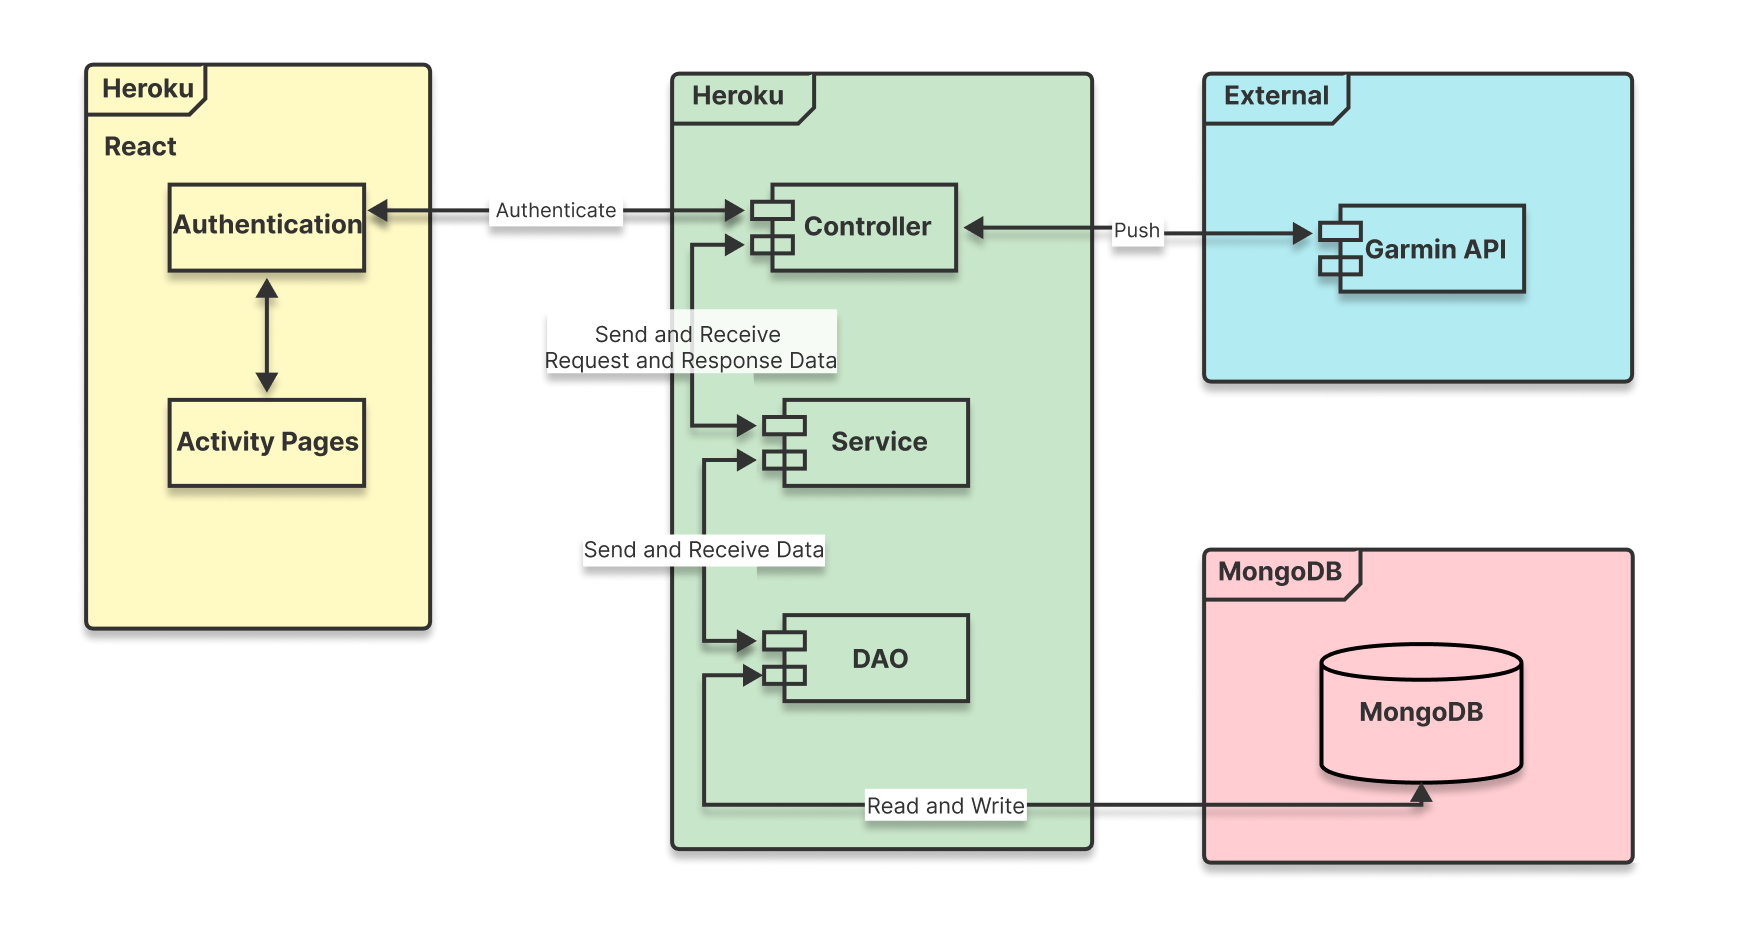 Heroku
React
Authentication
Activity Pages
Authenticate
Heroku
Controller
Send and Receive
Request and Response Data
Service
Send and Receive Data
DAO
Read and Write
Push
External
Garmin API
MongoDB
MongoDB